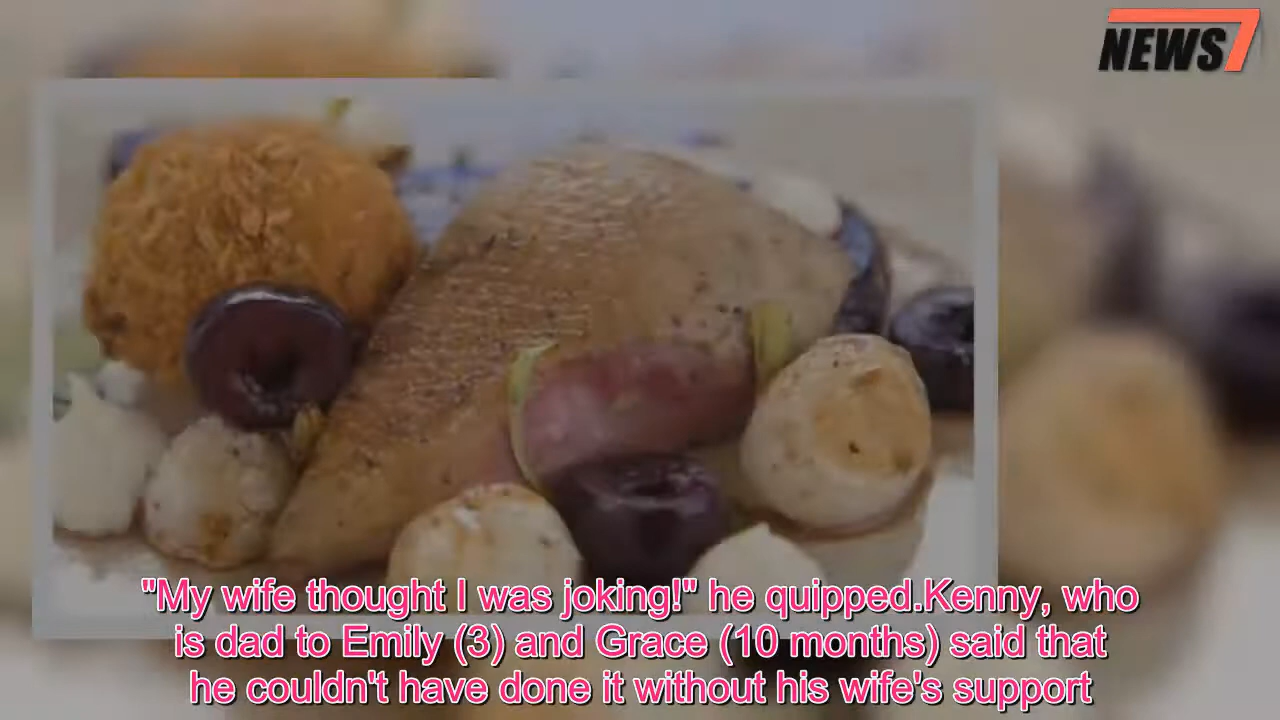 NEWS7
"My wife thought I was joking!" he quipped.Kenny, who
is dad to Emily (3) and Grace (10 months) said that
he couldn't have done it without his wife's support